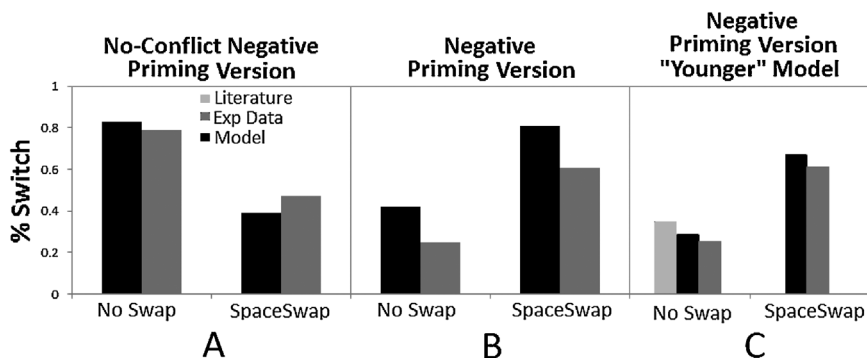 No-Conflict Negative
Priming Version
Negative
Priming Version
Negative
Priming Version
"Younger" Model
% Switch
1
0.8
0.6
0.4
0.2
0
Literature
Exp Data
Model
No Swap
SpaceSwap
No Swap
SpaceSwap
No Swap
SpaceSwap
A
B
C